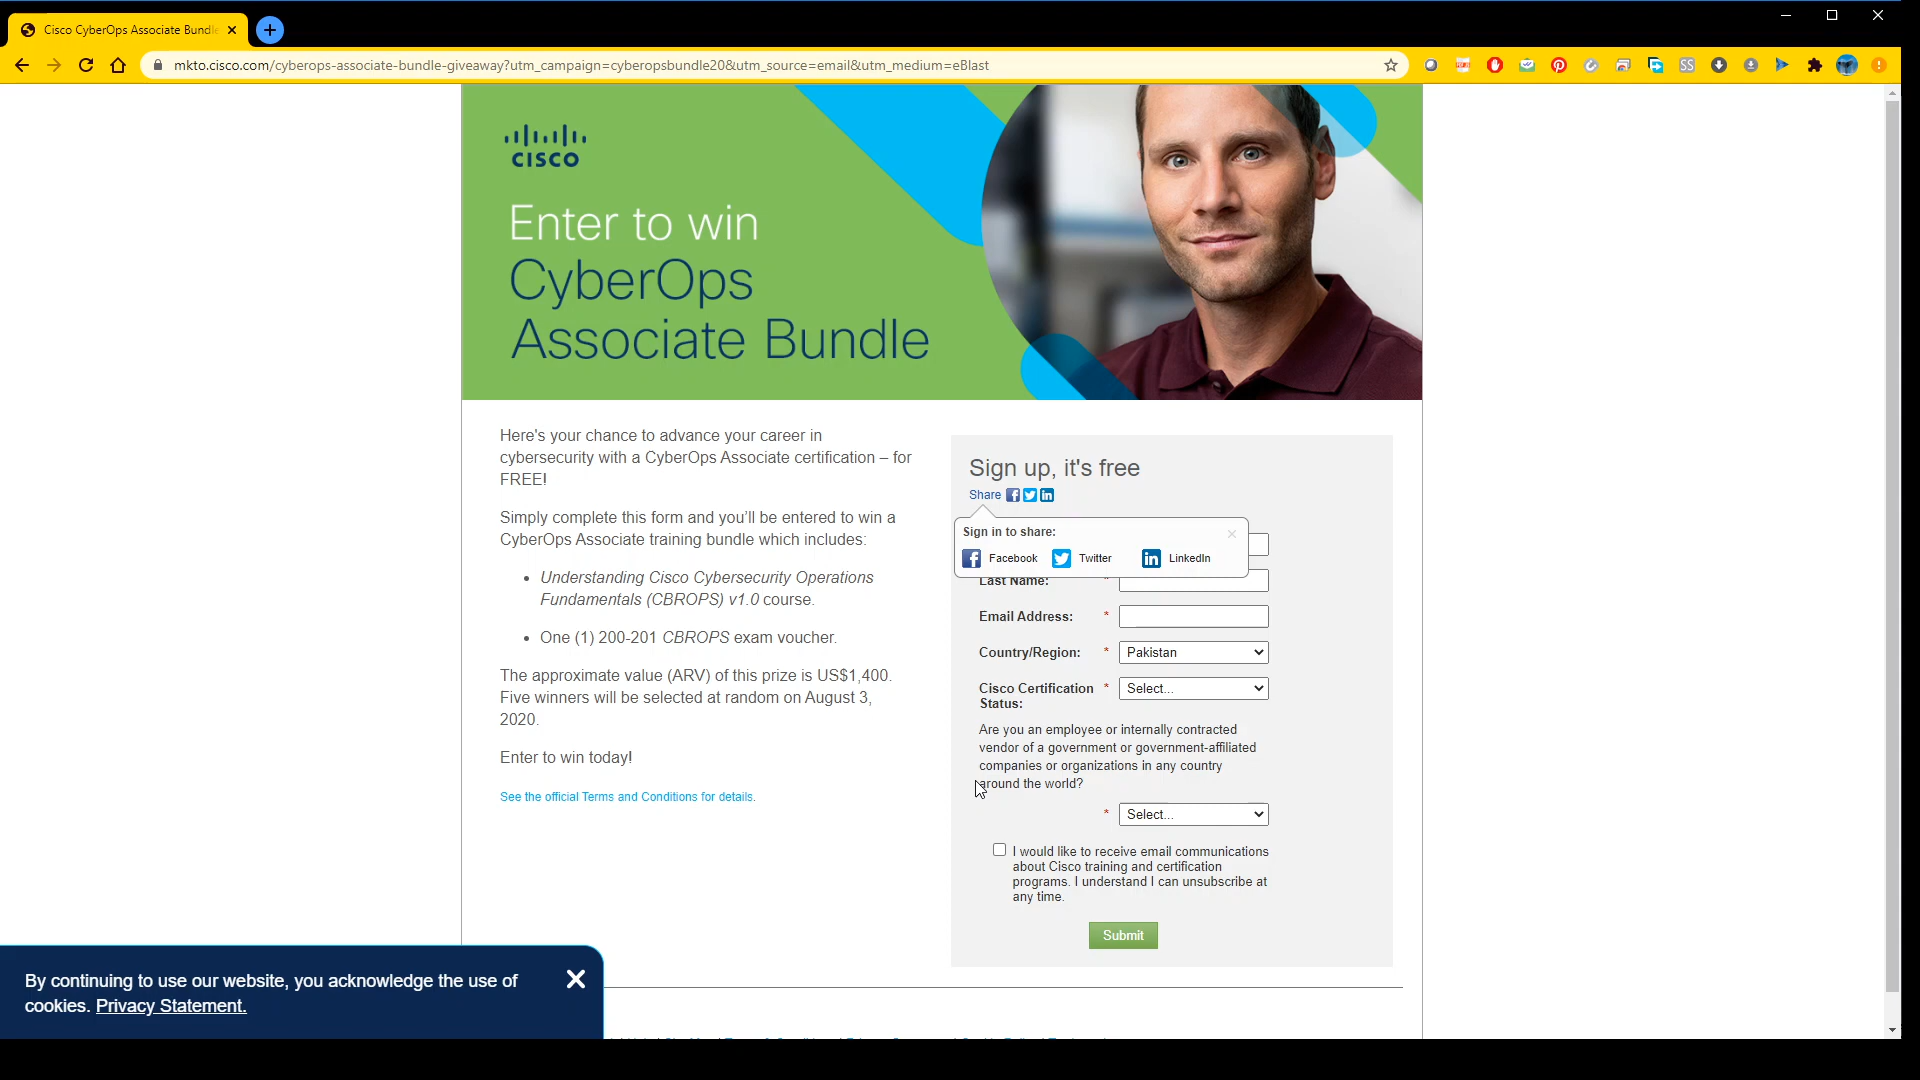 Cisco CyberOps Associate Bundle
mkto.cisco.com/cyberops-associate-bundle-giveaway?utm_campaign=cyberopsbundle20&utm_source=email&utm_medium=eBlast
CISCO
Enter to win
CyberOps
Associate Bundle
Here's your chance to advance your career in
cybersecurity with a CyberOps Associate certification – for
FREE!
Simply complete this form and you'll be entered to win a
CyberOps Associate training bundle which includes:
• Understanding Cisco Cybersecurity Operations
Fundamentals (CBROPS) v1.0 course.
• One (1) 200-201 CBROPS exam voucher.
The approximate value (ARV) of this prize is US$1,400.
Five winners will be selected at random on August 3,
2020.
Enter to win today!
See the official Terms and Conditions for details.
Sign up, it's free
Share
Sign in to share:
Facebook Twitter LinkedIn
Last Name: *
Email Address: *
Country/Region: * Pakistan
Cisco Certification * Select...
Status:
Are you an employee or internally contracted
vendor of a government or government-affiliated
companies or organizations in any country
around the world?
* Select...
I would like to receive email communications
about Cisco training and certification
programs. I understand I can unsubscribe at
any time.
Submit
By continuing to use our website, you acknowledge the use of
cookies. Privacy Statement.